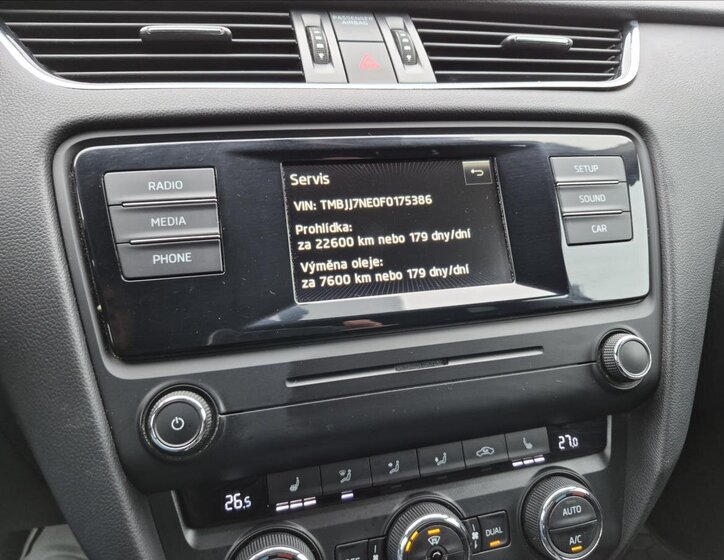 PASSENGER
AIRBAG
RADIO
MEDIA
PHONE
Servis
VIN: TMBJJ7NE0F0175386
Prohlídka:
za 22600 km nebo 179 dny/dní
Výměna oleje:
za 7600 km nebo 179 dny/dní
SETUP
SOUND
CAR
26.5
27.0
DUAL
AUTO
A/C